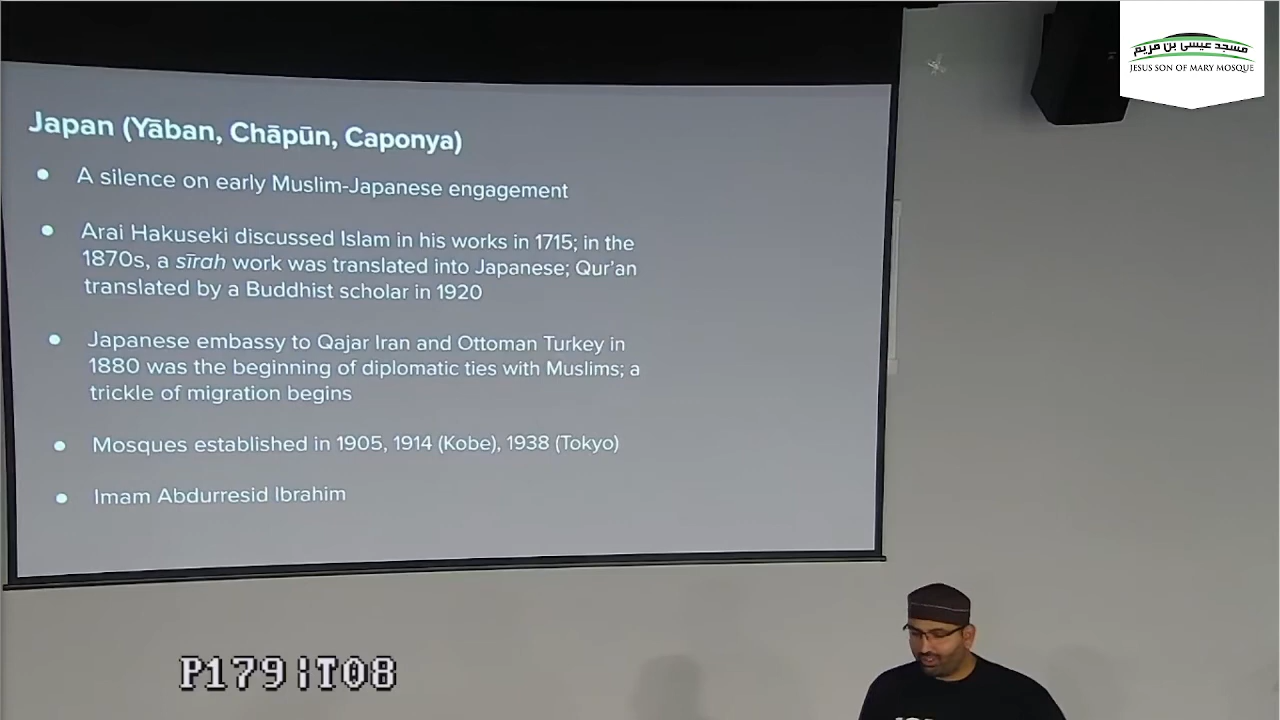 Japan (Yāban, Chāpūn, Caponya)
A silence on early Muslim-Japanese engagement
Arai Hakuseki discussed Islam in his works in 1715; in the
1870s, a sīrah work was translated into Japanese; Qur'an
translated by a Buddhist scholar in 1920
Japanese embassy to Qajar Iran and Ottoman Turkey in
1880 was the beginning of diplomatic ties with Muslims; a
trickle of migration begins
Mosques established in 1905, 1914 (Kobe), 1938 (Tokyo)
Imam Abdurresid Ibrahim
مسجد عيسى بن مريم
JESUS SON OF MARY MOSQUE
P179¦T08